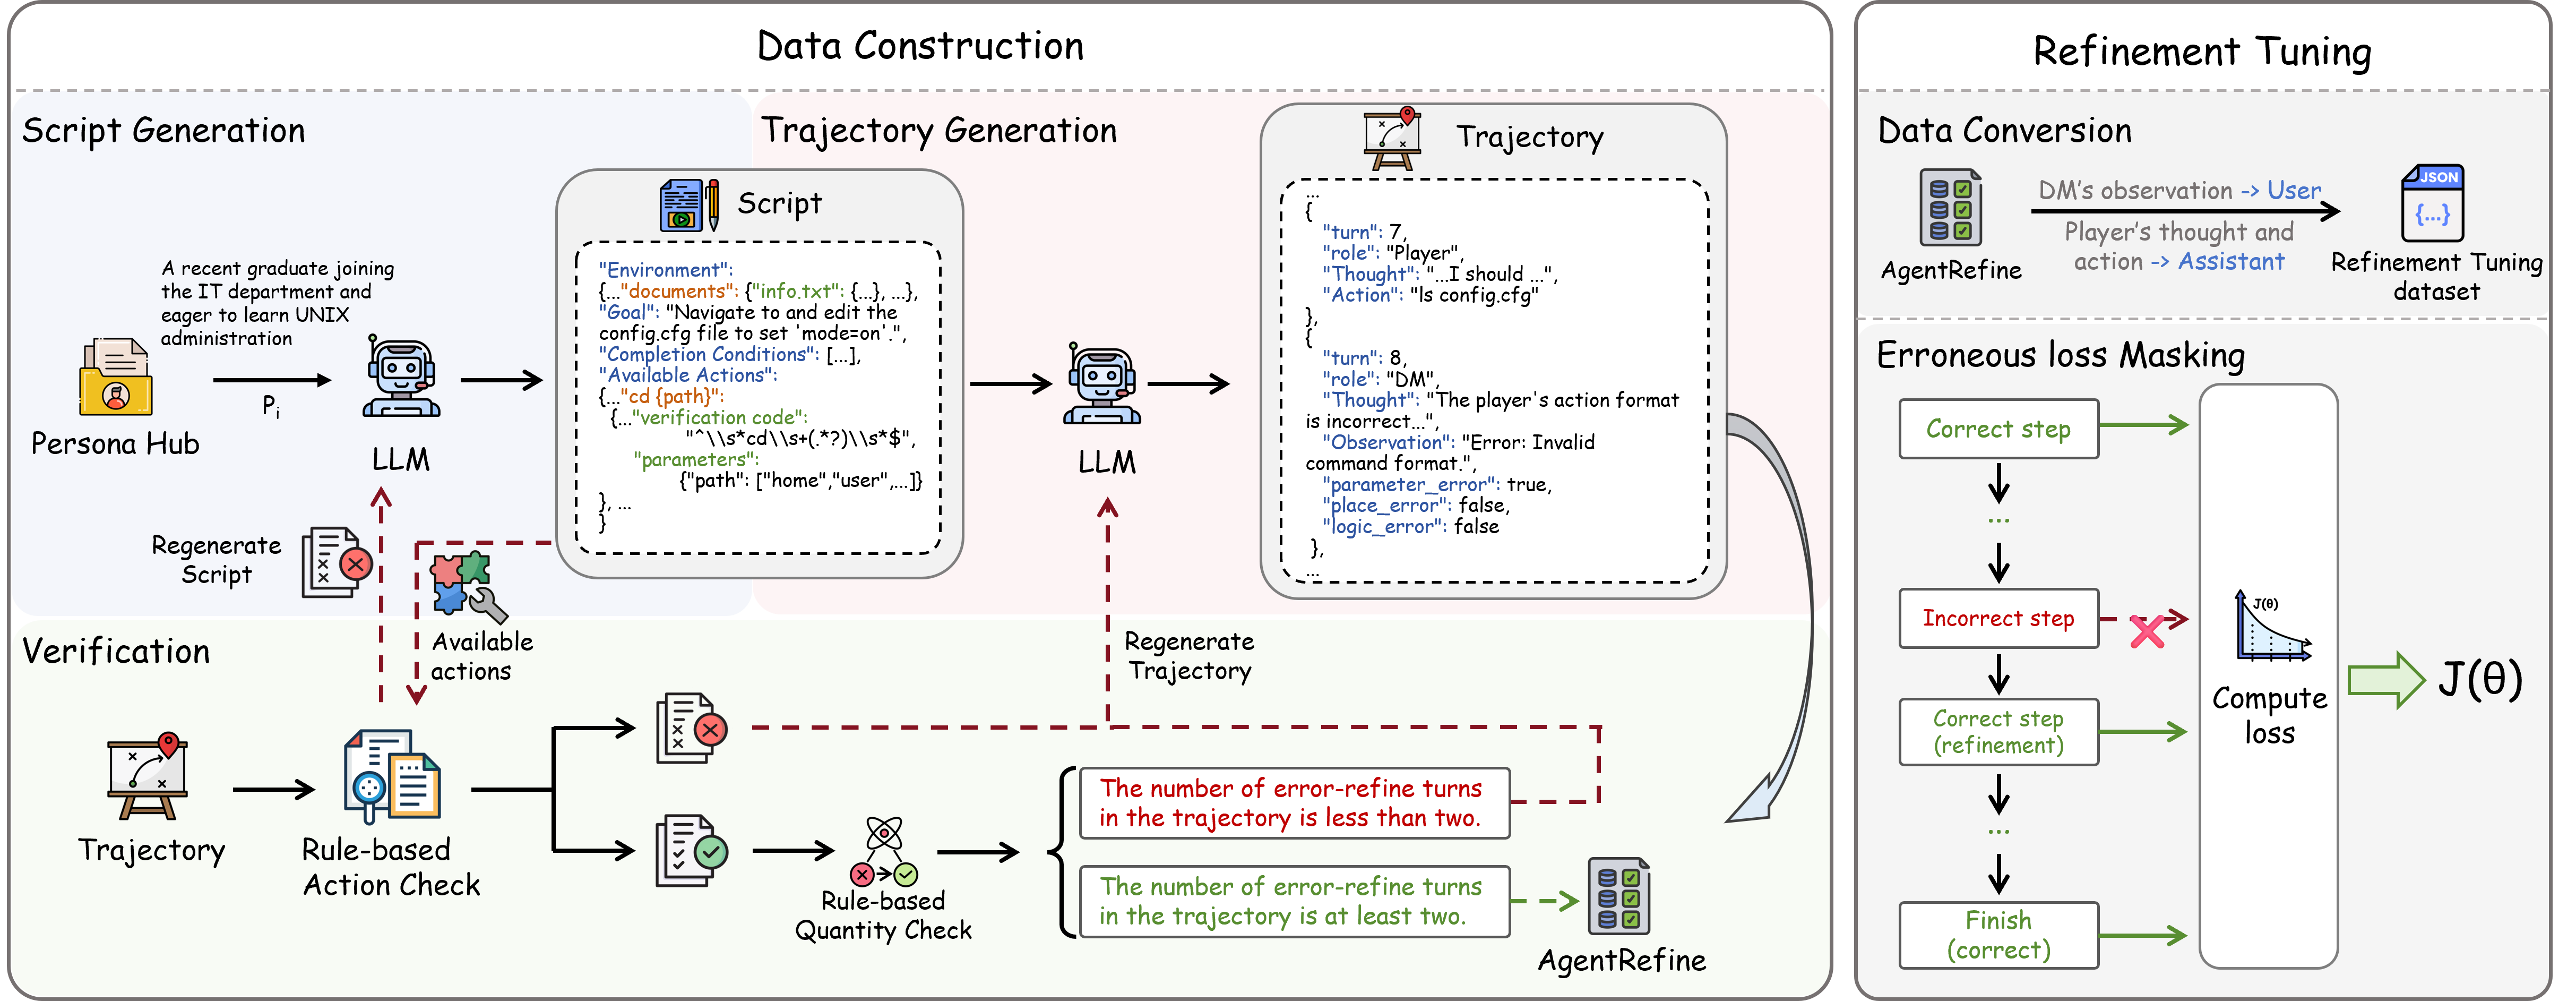 Data Construction
Script Generation
A recent graduate joining
the IT department and
eager to learn UNIX
administration
Persona Hub
Pi
LLM
Regenerate
Script
Available
actions
Script
"Environment":
{..."documents": {"info.txt": {...}, ...},
"Goal": "Navigate to and edit the
config.cfg file to set 'mode=on'.",
"Completion Conditions": [...],
"Available Actions":
{..."cd {path}":
{..."verification code":
"^\\s*cd\\s+(.*?)\\s*$",
"parameters":
{"path": ["home","user",...]}
}, ...
}
Trajectory Generation
LLM
Regenerate
Trajectory
Trajectory
...
{
"turn": 7,
"role": "Player",
"Thought": "...I should ...",
"Action": "ls config.cfg"
},
{
"turn": 8,
"role": "DM",
"Thought": "The player's action format
is incorrect...",
"Observation": "Error: Invalid
command format.",
"parameter_error": true,
"place_error": false,
"logic_error": false
},
...
Verification
Trajectory
Rule-based
Action Check
Rule-based
Quantity Check
The number of error-refine turns
in the trajectory is less than two.
The number of error-refine turns
in the trajectory is at least two.
AgentRefine
Refinement Tuning
Data Conversion
AgentRefine
DM's observation -> User
Player's thought and
action -> Assistant
JSON
{...}
Refinement Tuning
dataset
Erroneous loss Masking
Correct step
...
Incorrect step
Correct step
(refinement)
...
Finish
(correct)
J(θ)
Compute
loss
J(θ)